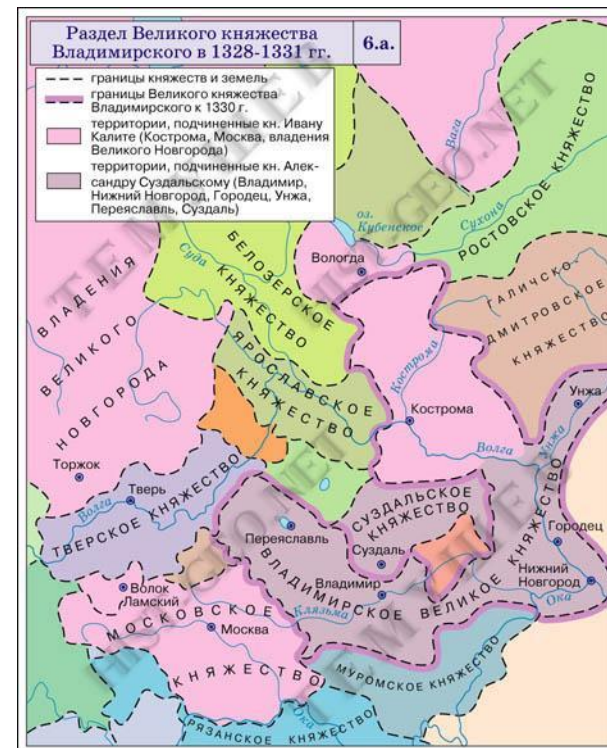 Раздел Великого княжества
Владимирского в 1328-1331 гг.
6.а.
границы княжеств и земель
границы Великого княжества
Владимирского к 1330 г.
территории, подчиненные кн. Ивану
Калите (Кострома, Москва, владения
Великого Новгорода)
территории, подчиненные кн. Алек-
сандру Суздальскому (Владимир,
Нижний Новгород, Городец, Унжа,
Переяславль, Суздаль)
Вага
Сухона
РОСТОВСКОЕ КНЯЖЕСТВО
оз.
Кубенское
Вологда
Суда
БЕЛОЗЕРСКОЕ
КНЯЖЕСТВО
ВЛАДЕНИЯ
ВЕЛИКОГО
НОВГОРОДА
ГАЛИЧСКО-
ДМИТРОВСКОЕ
КНЯЖЕСТВО
ЯРОСЛАВСКОЕ
КНЯЖЕСТВО
Кострома
Кострома
Унжа
Унжа
Волга
Торжок
Тверь
Волга
ТВЕРСКОЕ КНЯЖЕСТВО
Переяславль
СУЗДАЛЬСКОЕ
КНЯЖЕСТВО
Суздаль
Городец
Владимир
ВЛАДИМИРСКОЕ ВЕЛИКОЕ КНЯЖЕСТВО
Нижний
Новгород
Ока
Волок
Ламский
Клязьма
МОСКОВСКОЕ
Москва
КНЯЖЕСТВО
МУРОМСКОЕ КНЯЖЕСТВО
Ока
РЯЗАНСКОЕ КНЯЖЕСТВО